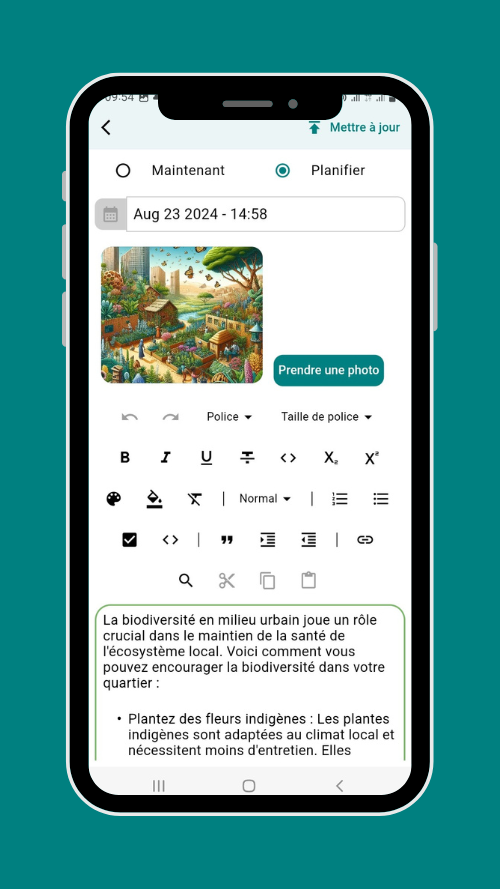 09:54
Mettre à jour
Maintenant
Planifier
Aug 23 2024 - 14:58
Prendre une photo
Police
Taille de police
B I U T <> X₂ X²
Normal
La biodiversité en milieu urbain joue un rôle
crucial dans le maintien de la santé de
l'écosystème local. Voici comment vous
pouvez encourager la biodiversité dans votre
quartier :
• Plantez des fleurs indigènes : Les plantes
indigènes sont adaptées au climat local et
nécessitent moins d'entretien. Elles